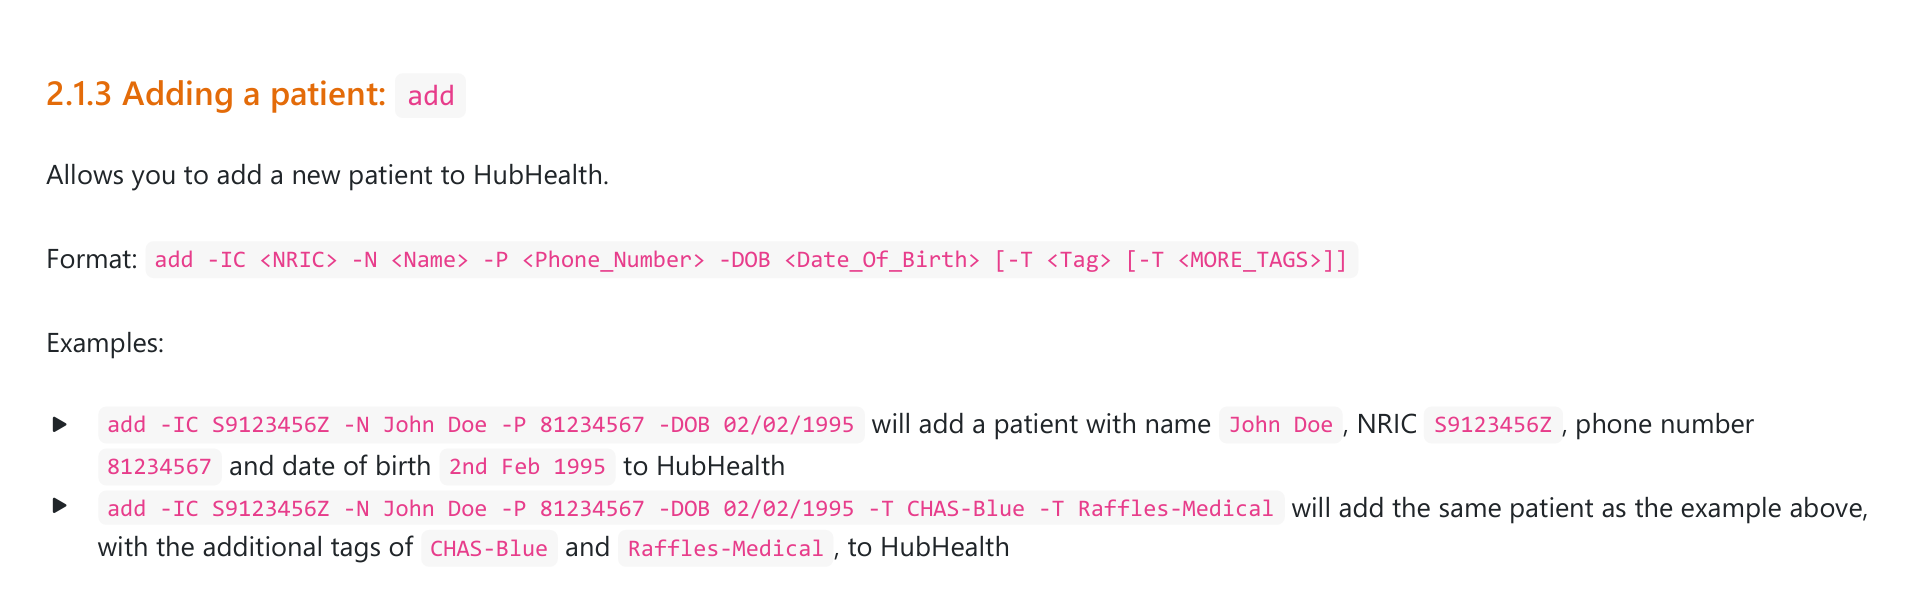 2.1.3 Adding a patient: add
Allows you to add a new patient to HubHealth.
Format: add -IC <NRIC> -N <Name> -P <Phone_Number> -DOB <Date_Of_Birth> [-T <Tag> [-T <MORE_TAGS>]]
Examples:
add -IC S9123456Z -N John Doe -P 81234567 -DOB 02/02/1995 will add a patient with name John Doe, NRIC S9123456Z, phone number
81234567 and date of birth 2nd Feb 1995 to HubHealth
add -IC S9123456Z -N John Doe -P 81234567 -DOB 02/02/1995 -T CHAS-Blue -T Raffles-Medical will add the same patient as the example above,
with the additional tags of CHAS-Blue and Raffles-Medical, to HubHealth